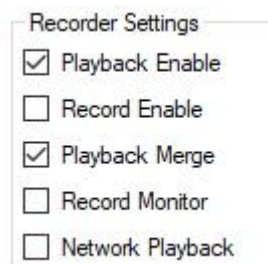 Recorder Settings
Playback Enable
Record Enable
Playback Merge
Record Monitor
Network Playback